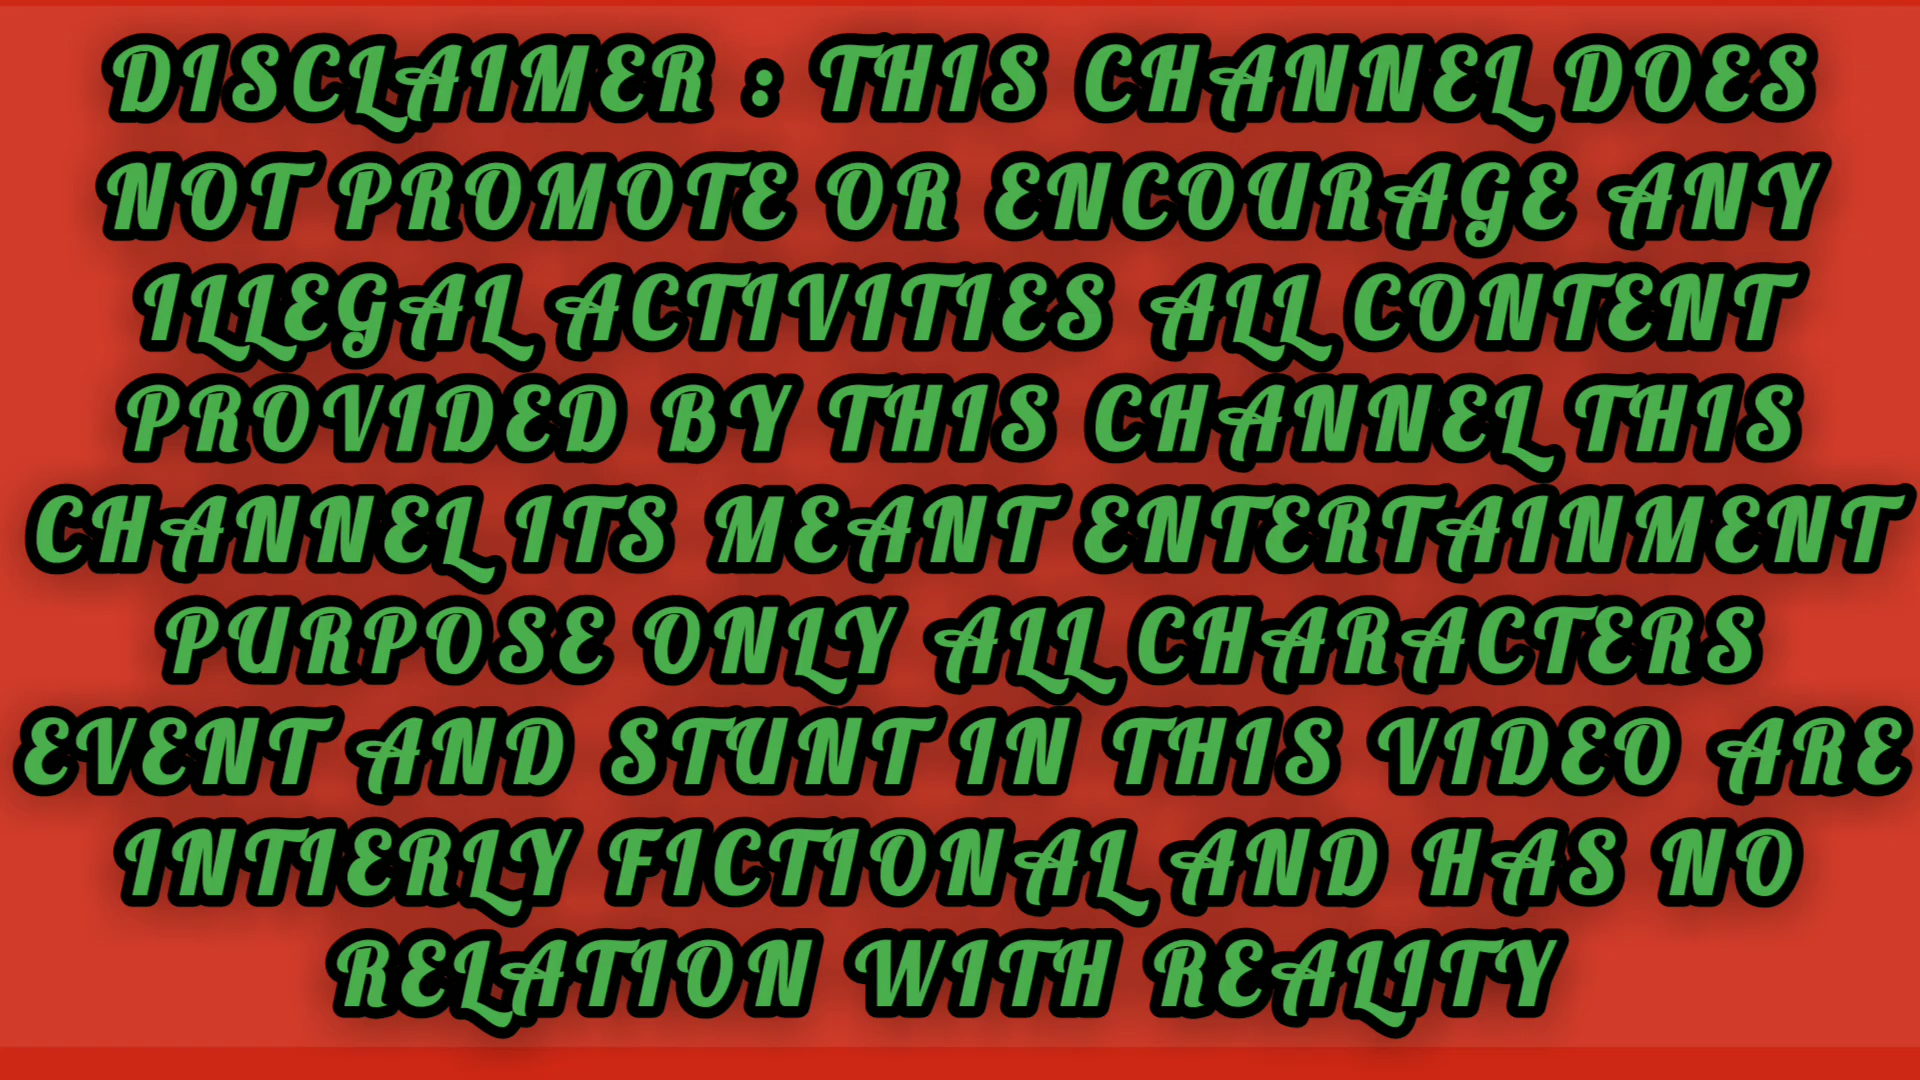 DISCLAIMER : THIS CHANNEL DOES
NOT PROMOTE OR ENCOURAGE ANY
ILLEGAL ACTIVITIES ALL CONTENT
PROVIDED BY THIS CHANNEL THIS
CHANNEL ITS MEANT ENTERTAINMENT
PURPOSE ONLY ALL CHARACTERS
EVENT AND STUNT IN THIS VIDEO ARE
INTIERLY FICTIONAL AND HAS NO
RELATION WITH REALITY